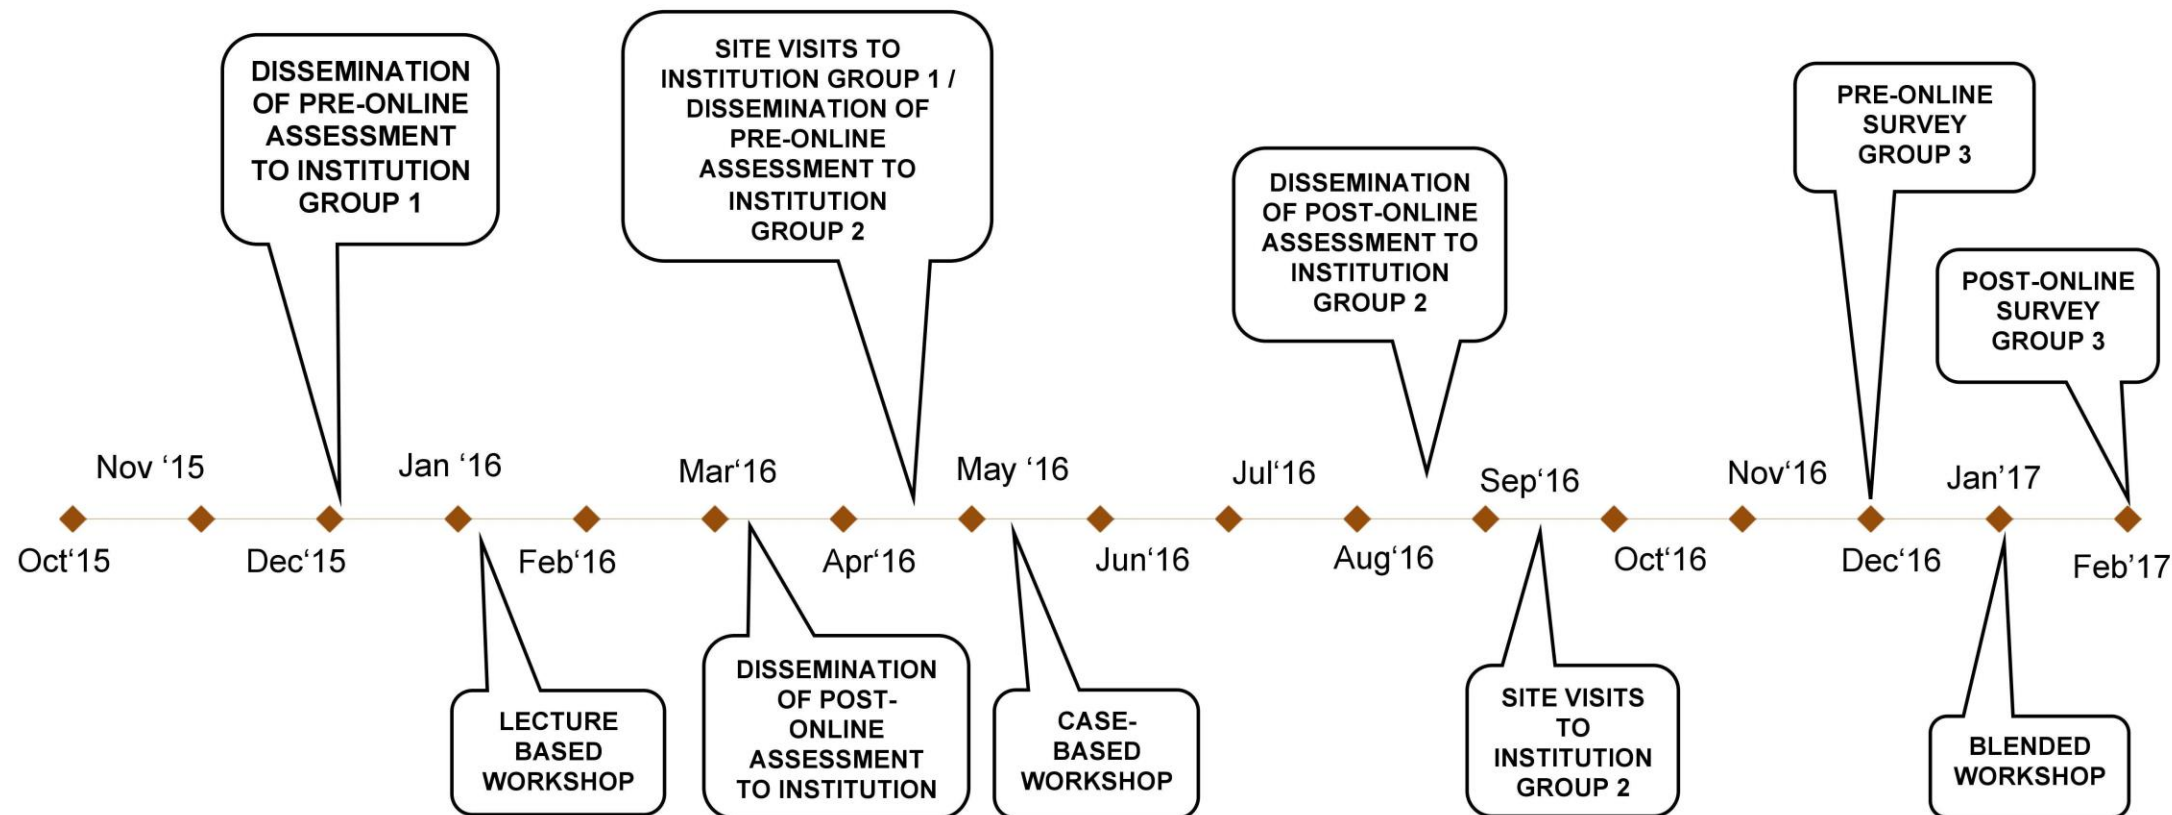 DISSEMINATION
OF PRE-ONLINE
ASSESSMENT
TO INSTITUTION
GROUP 1
SITE VISITS TO
INSTITUTION GROUP 1 /
DISSEMINATION OF
PRE-ONLINE
ASSESSMENT TO
INSTITUTION
GROUP 2
DISSEMINATION
OF POST-ONLINE
ASSESSMENT TO
INSTITUTION
GROUP 2
PRE-ONLINE
SURVEY
GROUP 3
POST-ONLINE
SURVEY
GROUP 3
Nov ‘15
Jan ‘16
Mar‘16
May ‘16
Jul‘16
Sep‘16
Nov‘16
Jan’17
Oct‘15
Dec‘15
Feb‘16
Apr‘16
Jun‘16
Aug‘16
Oct‘16
Dec‘16
Feb’17
LECTURE
BASED
WORKSHOP
DISSEMINATION
OF POST-
ONLINE
ASSESSMENT
TO INSTITUTION
CASE-
BASED
WORKSHOP
SITE VISITS
TO
INSTITUTION
GROUP 2
BLENDED
WORKSHOP